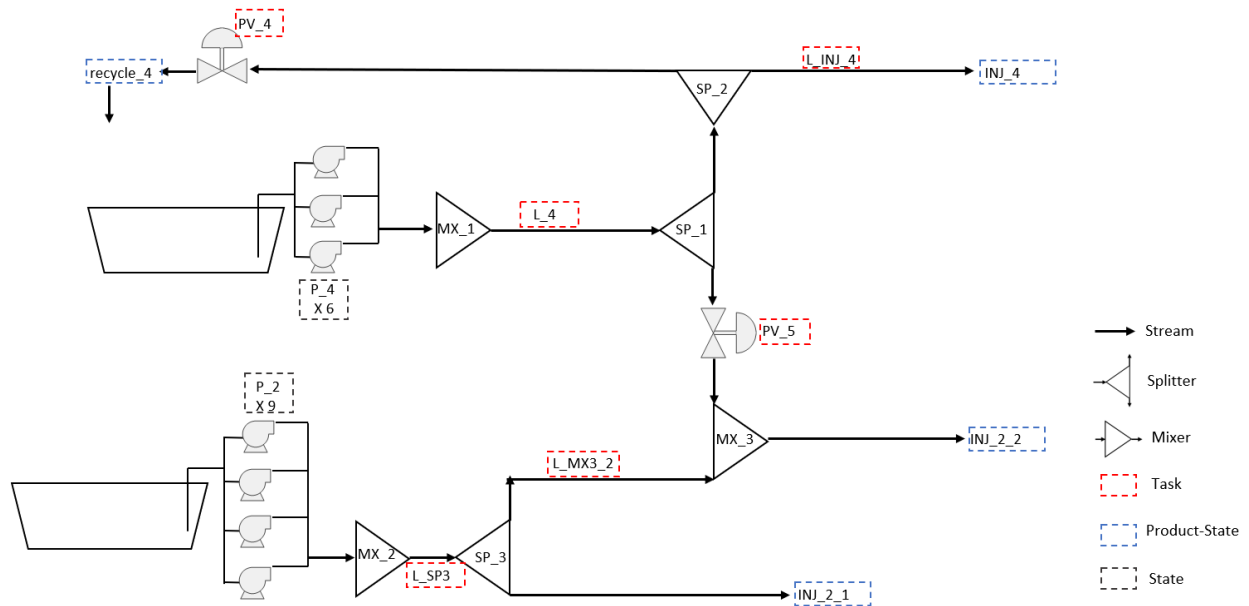 PV_4
L_INJ_4
recycle_4
INJ_4
SP_2
L_4
MX_1
SP_1
P_4
X 6
PV_5
Stream
P_2
X 9
Splitter
MX_3
INJ_2_2
Mixer
L_MX3_2
Task
Product-State
MX_2
SP_3
L_SP3
INJ_2_1
State